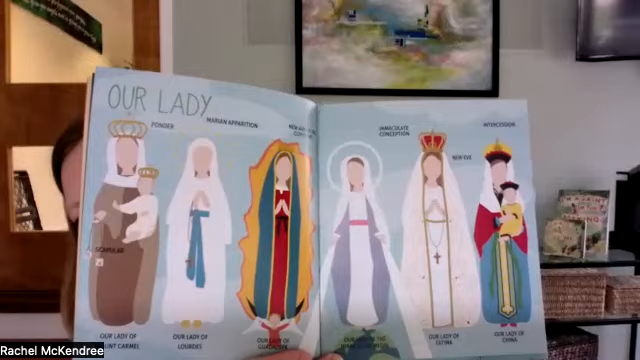 OUR LADY
PONDER
MARIAN APPARITION
IMMACULATE
CONCEPTION
NEW EVE
INTERCESSION
SCAPULAR
OUR LADY OF
MOUNT CARMEL
OUR LADY OF
LOURDES
OUR LADY OF
GUADALUPE
OUR LADY OF
FATIMA
OUR LADY OF
CHINA
Rachel McKendree